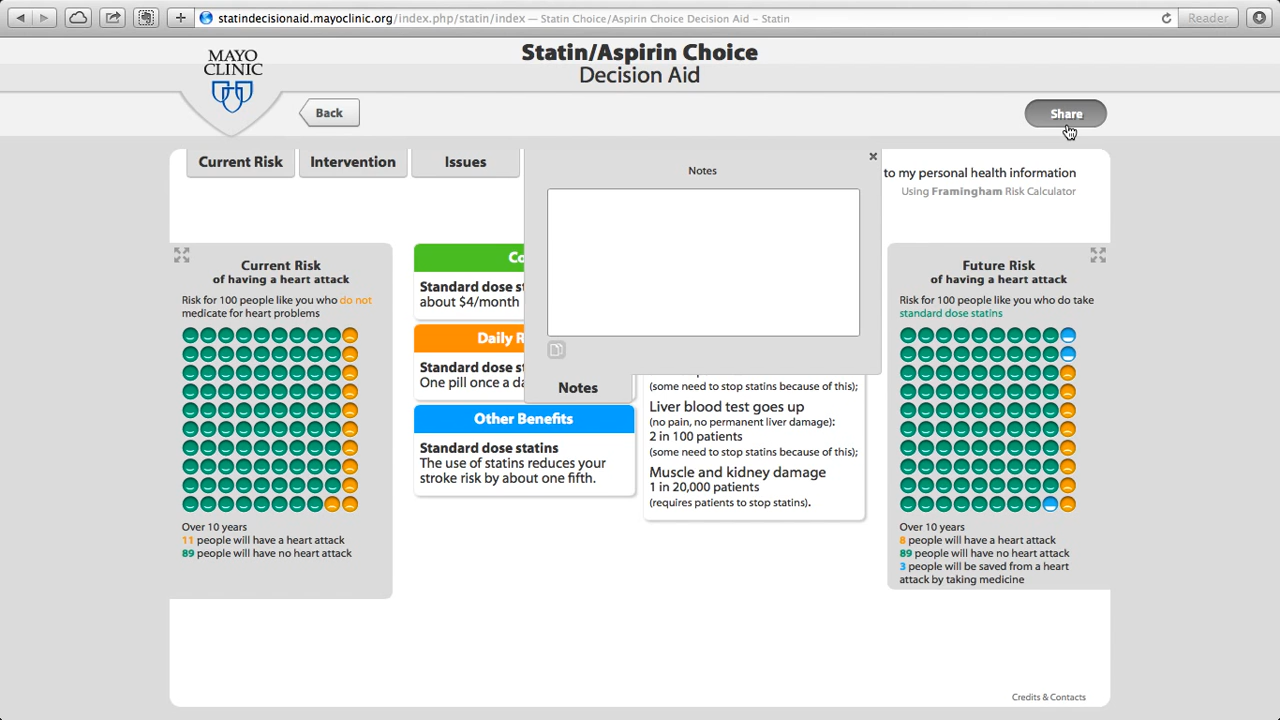 statindecisionaid.mayoclinic.org/index.php/statin/index — Statin Choice/Aspirin Choice Decision Aid – Statin
Reader
MAYO
CLINIC
Statin/Aspirin Choice
Decision Aid
Back
Share
Current Risk
Intervention
Issues
Notes
to my personal health information
Using Framingham Risk Calculator
Current Risk
of having a heart attack
Risk for 100 people like you who do not
medicate for heart problems
Over 10 years
11 people will have a heart attack
89 people will have no heart attack
Co
Standard dose st
about $4/month
Daily R
Standard dose s
One pill once a da
Notes
Other Benefits
Standard dose statins
The use of statins reduces your
stroke risk by about one fifth.
(some need to stop statins because of this);
Liver blood test goes up
(no pain, no permanent liver damage):
2 in 100 patients
(some need to stop statins because of this);
Muscle and kidney damage
1 in 20,000 patients
(requires patients to stop statins).
Future Risk
of having a heart attack
Risk for 100 people like you who do take
standard dose statins
Over 10 years
8 people will have a heart attack
89 people will have no heart attack
3 people will be saved from a heart
attack by taking medicine
Credits & Contacts